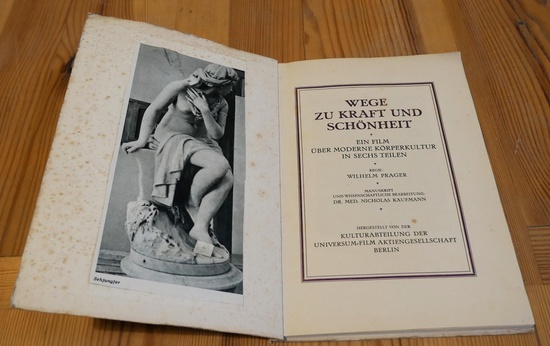 Sehjungfer
WEGE
ZU KRAFT UND
SCHÖNHEIT
EIN FILM
ÜBER MODERNE KÖRPERKULTUR
IN SECHS TEILEN
REGIE:
WILHELM PRAGER
MANUSKRIPT
UND WISSENSCHAFTLICHE BEARBEITUNG:
DR. MED. NICHOLAS KAUFMANN
HERGESTELLT VON DER
KULTURABTEILUNG DER
UNIVERSUM-FILM AKTIENGESELLSCHAFT
BERLIN